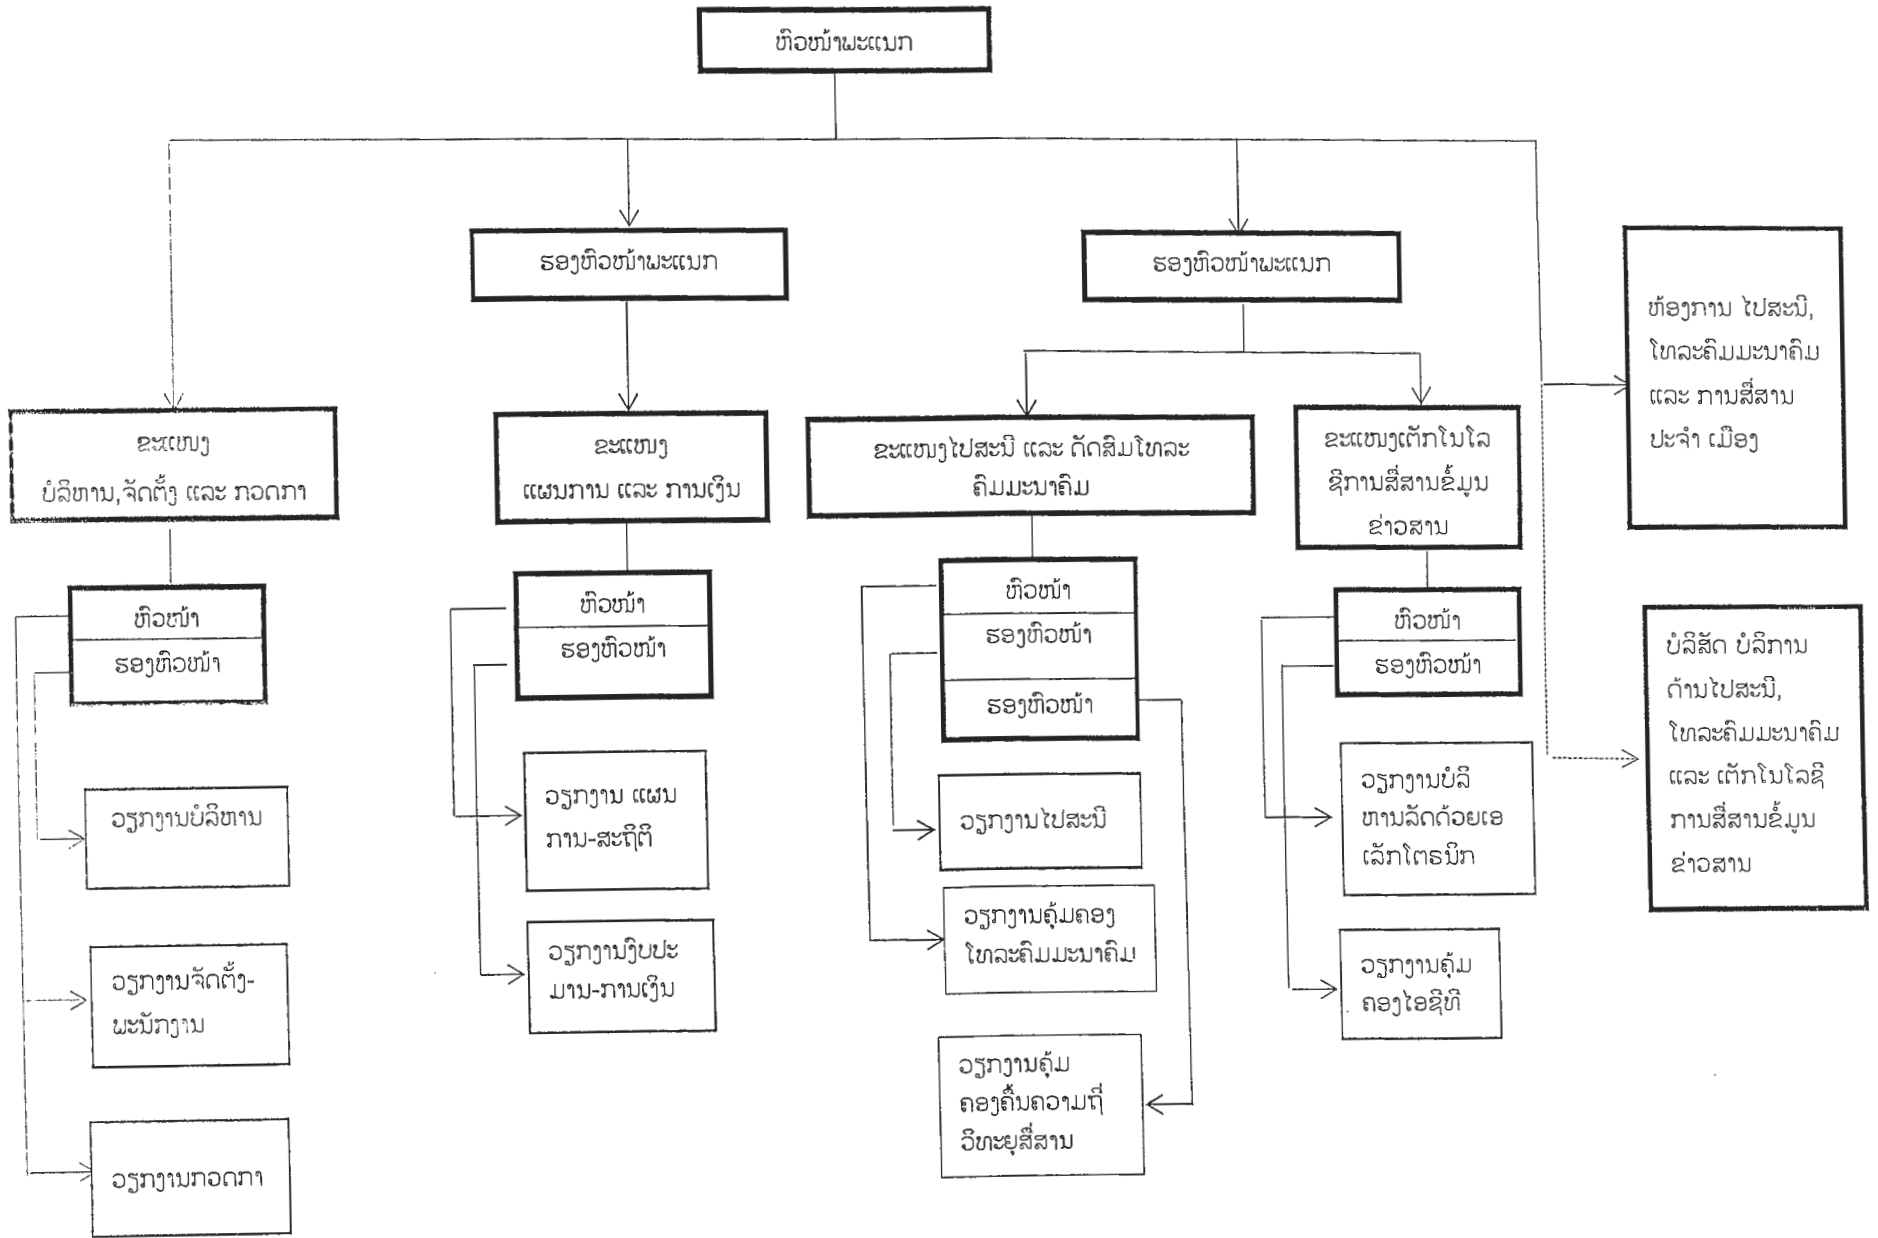 ຫົວໜ້າພະແນກ
ຮອງຫົວໜ້າພະແນກ
ຮອງຫົວໜ້າພະແນກ
ຂະແໜງ
ບໍລິຫານ,ຈັດຕັ້ງ ແລະ ກວດກາ
ຫົວໜ້າ
ຮອງຫົວໜ້າ
ວຽກງານບໍລິຫານ
ວຽກງານຈັດຕັ້ງ-
ພະນັກງານ
ວຽກງານກວດກາ
ຂະແໜງ
ແຜນການ ແລະ ການເງິນ
ຫົວໜ້າ
ຮອງຫົວໜ້າ
ວຽກງານ ແຜນ
ການ-ສະຖິຕິ
ວຽກງານງົບປະ
ມານ-ການເງິນ
ຂະແໜງໄປສະນີ ແລະ ດັດສົມໂທລະ
ຄົມມະນາຄົມ
ຫົວໜ້າ
ຮອງຫົວໜ້າ
ຮອງຫົວໜ້າ
ວຽກງານໄປສະນີ
ວຽກງານຄຸ້ມຄອງ
ໂທລະຄົມມະນາຄົມ
ວຽກງານຄຸ້ມ
ຄອງຄື້ນຄວາມຖີ່
ວິທະຍຸສື່ສານ
ຂະແໜງເຕັກໂນໂລ
ຊີການສື່ສານຂໍ້ມູນ
ຂ່າວສານ
ຫົວໜ້າ
ຮອງຫົວໜ້າ
ວຽກງານບໍລິ
ຫານລັດດ້ວຍເອ
ເລັກໂຕຣນິກ
ວຽກງານຄຸ້ມ
ຄອງໄອຊີທີ
ຫ້ອງການ ໄປສະນີ,
ໂທລະຄົມມະນາຄົມ
ແລະ ການສື່ສານ
ປະຈຳ ເມືອງ
ບໍລິສັດ ບໍລິການ
ດ້ານໄປສະນີ,
ໂທລະຄົມມະນາຄົມ
ແລະ ເຕັກໂນໂລຊີ
ການສື່ສານຂໍ້ມູນ
ຂ່າວສານ